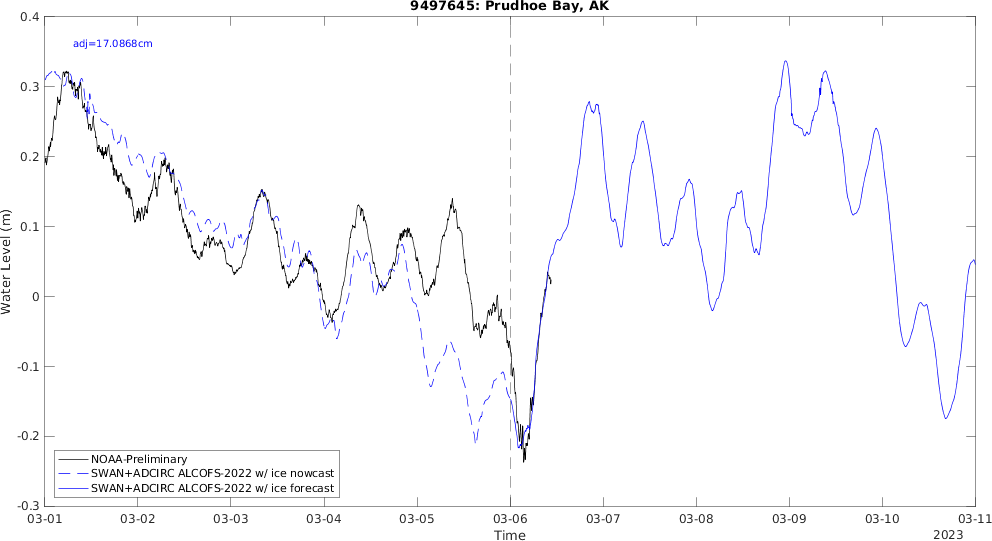 9497645: Prudhoe Bay, AK
adj=17.0868cm
Water Level (m)
0.4
0.3
0.2
0.1
0
-0.1
-0.2
-0.3
NOAA-Preliminary
SWAN+ADCIRC ALCOFS-2022 w/ ice nowcast
SWAN+ADCIRC ALCOFS-2022 w/ ice forecast
03-01 03-02 03-03 03-04 03-05 03-06 03-07 03-08 03-09 03-10 03-11
Time
2023